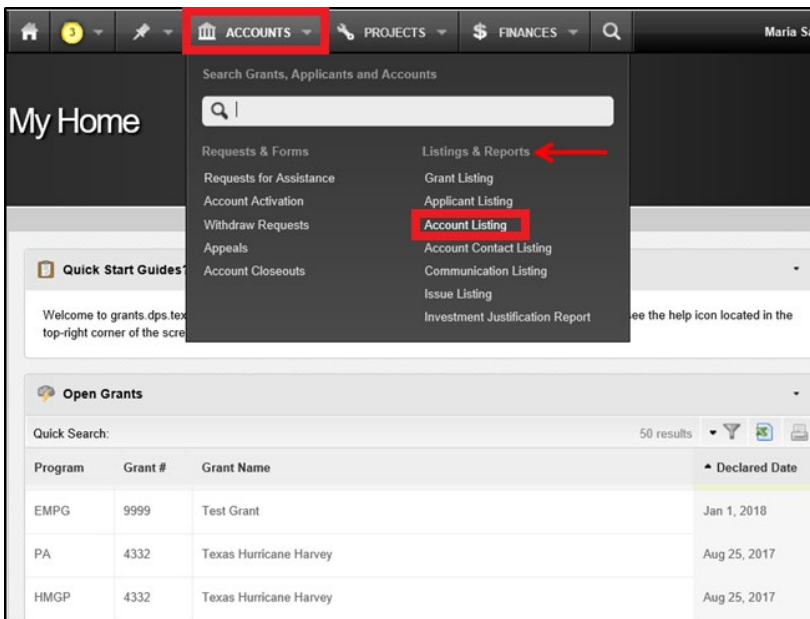 3 ACCOUNTS PROJECTS $ FINANCES Maria Sa
My Home
Search Grants, Applicants and Accounts
Requests & Forms
Requests for Assistance
Account Activation
Withdraw Requests
Appeals
Account Closeouts
Listings & Reports
Grant Listing
Applicant Listing
Account Listing
Account Contact Listing
Communication Listing
Issue Listing
Investment Justification Report
Quick Start Guides?
Welcome to grants.dps.tex ee the help icon located in the
top-right corner of the scre
Open Grants
Quick Search: 50 results
Program Grant # Grant Name Declared Date
EMPG 9999 Test Grant Jan 1, 2018
PA 4332 Texas Hurricane Harvey Aug 25, 2017
HMGP 4332 Texas Hurricane Harvey Aug 25, 2017